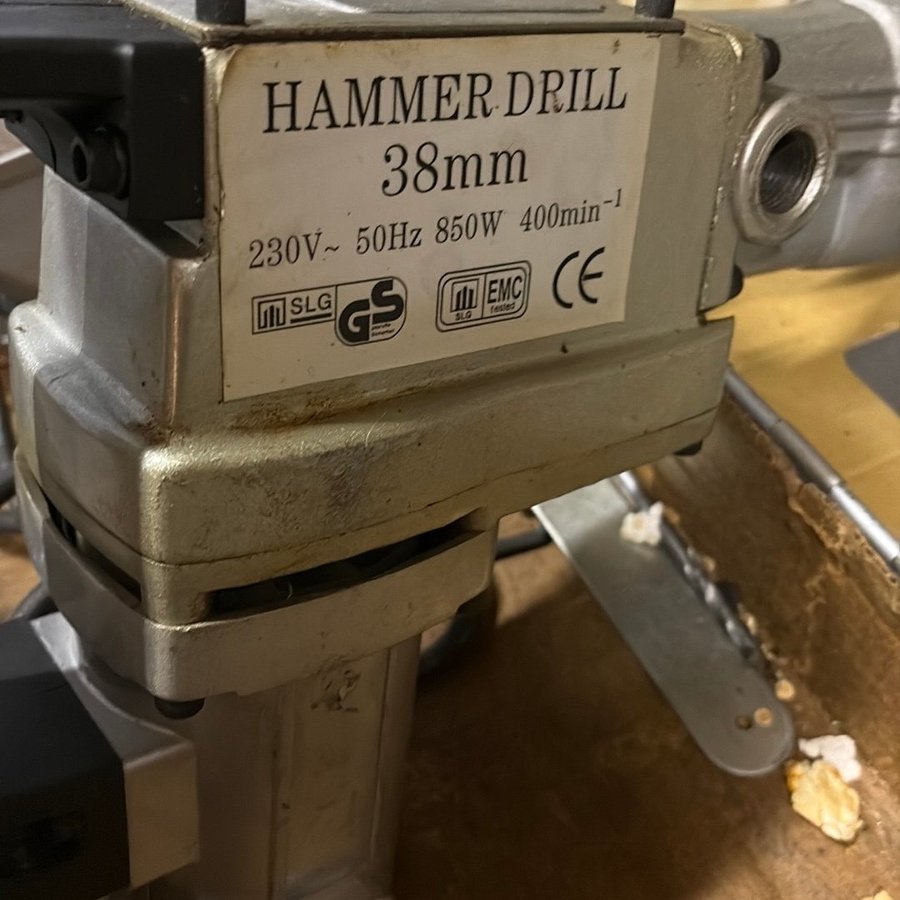 HAMMER DRILL
38mm
230V~ 50Hz 850W 400min⁻¹
SLG GS SLG EMC tested CE